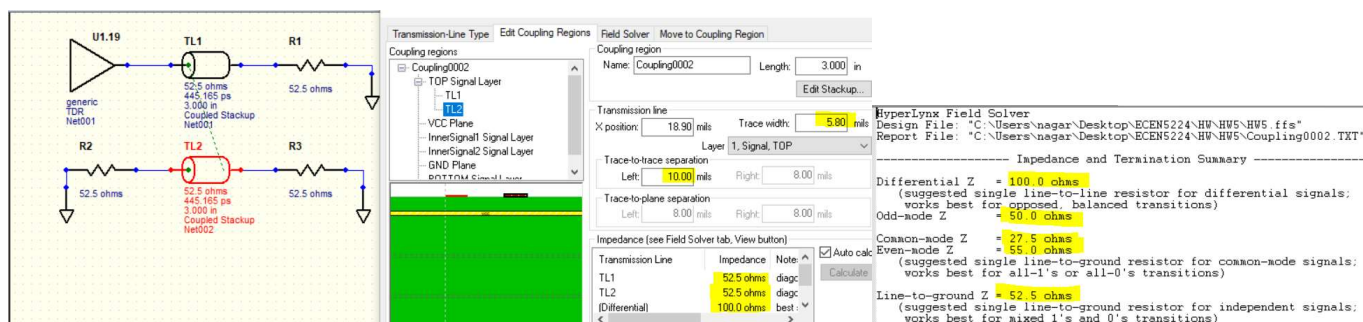 U1.19
TL1
R1
52.5 ohms
445.165 ps
3.000 in
Coupled Stackup
Net001
52.5 ohms
generic
TDR
Net001
R2
TL2
R3
52.5 ohms
52.5 ohms
445.165 ps
3.000 in
Coupled Stackup
Net002
52.5 ohms
Transmission-Line Type
Edit Coupling Regions
Field Solver
Move to Coupling Region
Coupling regions
Coupling0002
TOP Signal Layer
TL1
TL2
VCC Plane
InnerSignal1 Signal Layer
InnerSignal2 Signal Layer
GND Plane
BOTTOM Signal Layer
Coupling region
Name: Coupling0002 Length: 3.000 in
Edit Stackup...
Transmission line
X position: 18.90 mils Trace width: 5.80 mils
Layer 1, Signal, TOP
Trace-to-trace separation
Left: 10.00 mils Right: 8.00 mils
Trace-to-plane separation
Left: 8.00 mils Right: 8.00 mils
Impedance (see Field Solver tab, View button)
Transmission Line Impedance Note:
TL1 52.5 ohms diagc
TL2 52.5 ohms diagc
(Differential) 100.0 ohms best :
Auto calc
Calculate
HyperLynx Field Solver
Design File: "C:\Users\nagar\Desktop\ECEN5224\HW\HW5\HW5.ffs"
Report File: "C:\Users\nagar\Desktop\ECEN5224\HW\HW5\Coupling0002.TXT"
Impedance and Termination Summary
Differential Z = 100.0 ohms
(suggested single line-to-line resistor for differential signals;
works best for opposed, balanced transitions)
Odd-mode Z = 50.0 ohms
Common-mode Z = 27.5 ohms
Even-mode Z = 55.0 ohms
(suggested single line-to-ground resistor for common-mode signals;
works best for all-1's or all-0's transitions)
Line-to-ground Z = 52.5 ohms
(suggested single line-to-ground resistor for independent signals;
works best for mixed 1's and 0's transitions)